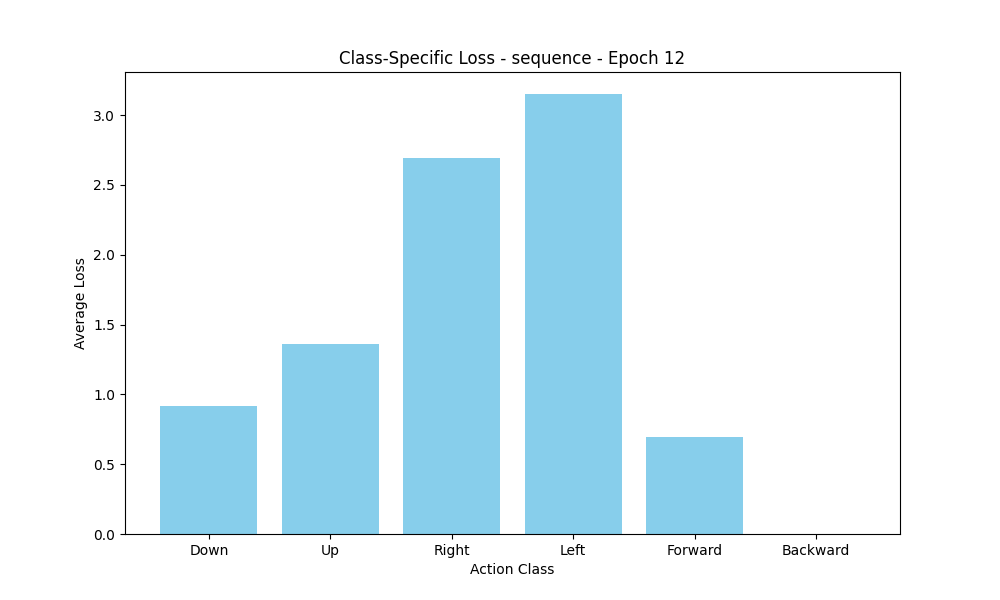 Class-Specific Loss - sequence - Epoch 12
3.0
2.5
2.0
1.5
1.0
0.5
0.0
Average Loss
Down Up Right Left Forward Backward
Action Class